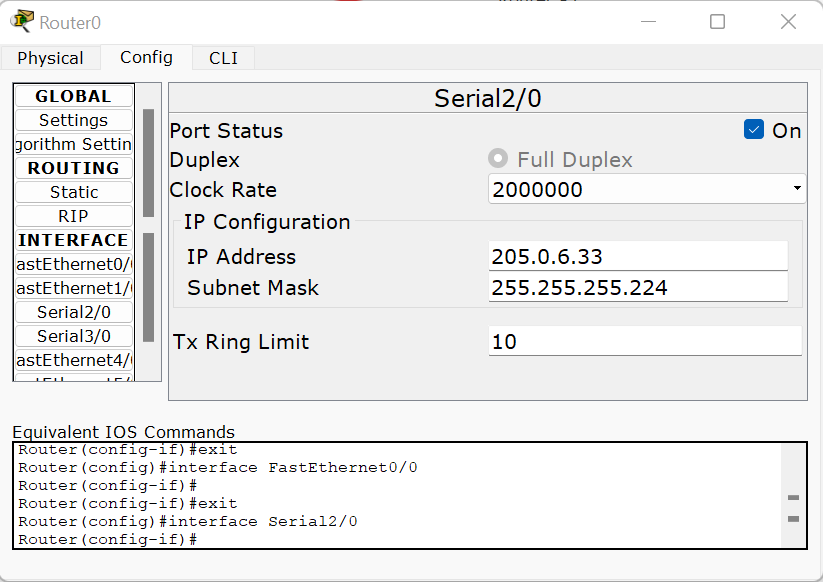 Router0
Physical Config CLI
GLOBAL
Settings
gorithm Settin
ROUTING
Static
RIP
INTERFACE
astEthernet0/
astEthernet1/
Serial2/0
Serial3/0
astEthernet4/
Serial2/0
Port Status On
Duplex Full Duplex
Clock Rate 2000000
IP Configuration
IP Address 205.0.6.33
Subnet Mask 255.255.255.224
Tx Ring Limit 10
Equivalent IOS Commands
Router(config-if)#exit
Router(config)#interface FastEthernet0/0
Router(config-if)#
Router(config-if)#exit
Router(config)#interface Serial2/0
Router(config-if)#